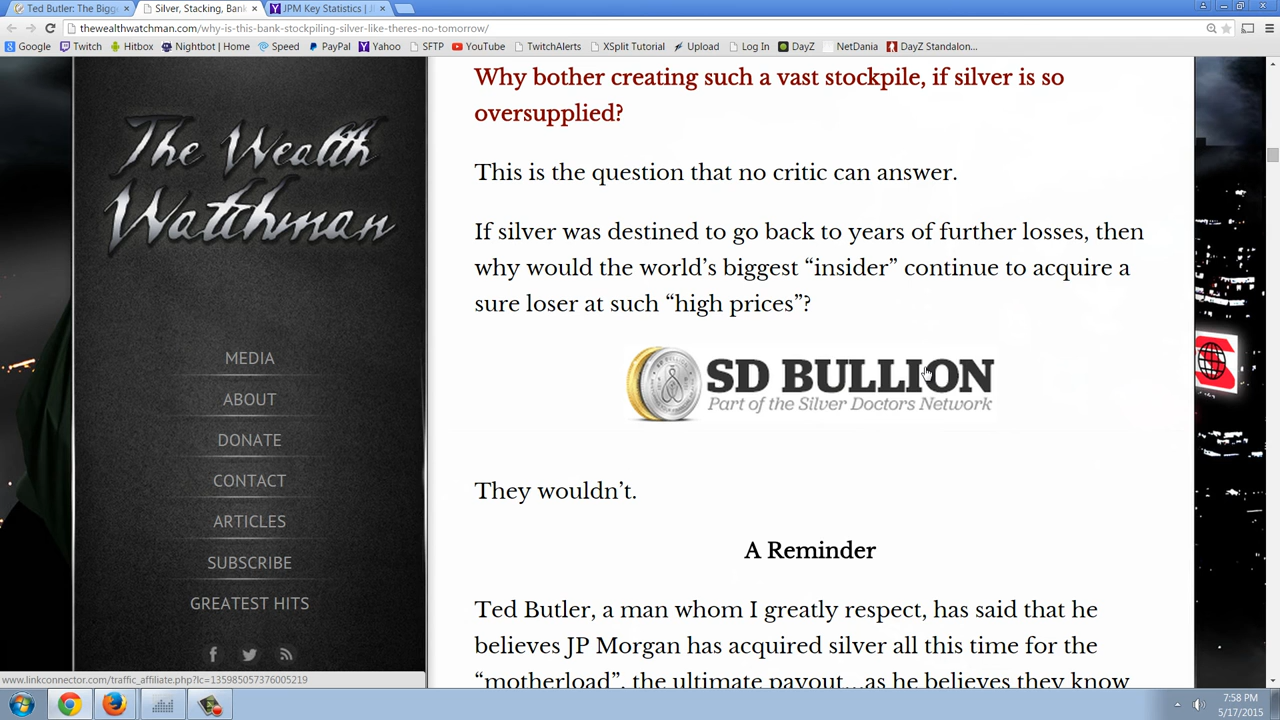 Ted Butler: The Bigg
Silver, Stacking, Bank
JPM Key Statistics | J
thewealthwatchman.com/why-is-this-bank-stockpiling-silver-like-theres-no-tomorrow/
Google Twitch Hitbox Nightbot | Home Speed PayPal Yahoo SFTP YouTube TwitchAlerts XSplit Tutorial Upload Log In DayZ NetDania DayZ Standalon...
The Wealth
Watchman
MEDIA
ABOUT
DONATE
CONTACT
ARTICLES
SUBSCRIBE
GREATEST HITS
Why bother creating such a vast stockpile, if silver is so
oversupplied?
This is the question that no critic can answer.
If silver was destined to go back to years of further losses, then
why would the world’s biggest “insider” continue to acquire a
sure loser at such “high prices”?
SD BULLION
Part of the Silver Doctors Network
They wouldn’t.
A Reminder
Ted Butler, a man whom I greatly respect, has said that he
believes JP Morgan has acquired silver all this time for the
“motherload”, the ultimate payout...as he believes they know
www.linkconnector.com/traffic_affiliate.php?lc=135985057376005219
7:58 PM
5/17/2015